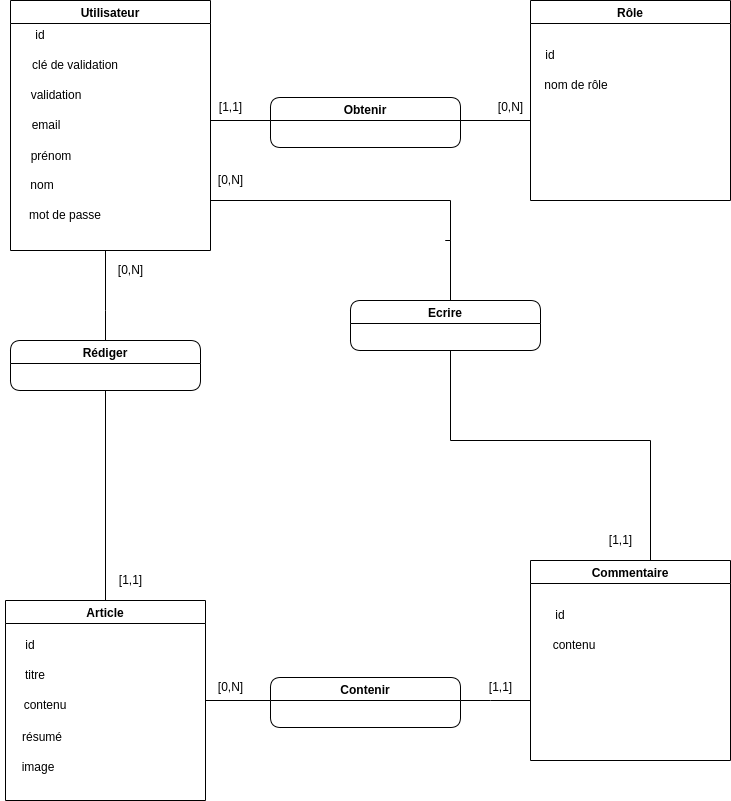 Utilisateur
id
clé de validation
validation
email
prénom
nom
mot de passe
Rôle
id
nom de rôle
[1,1]
Obtenir
[0,N]
[0,N]
[0,N]
Ecrire
Rédiger
[1,1]
[1,1]
Article
id
titre
contenu
résumé
image
[0,N]
Contenir
[1,1]
Commentaire
id
contenu